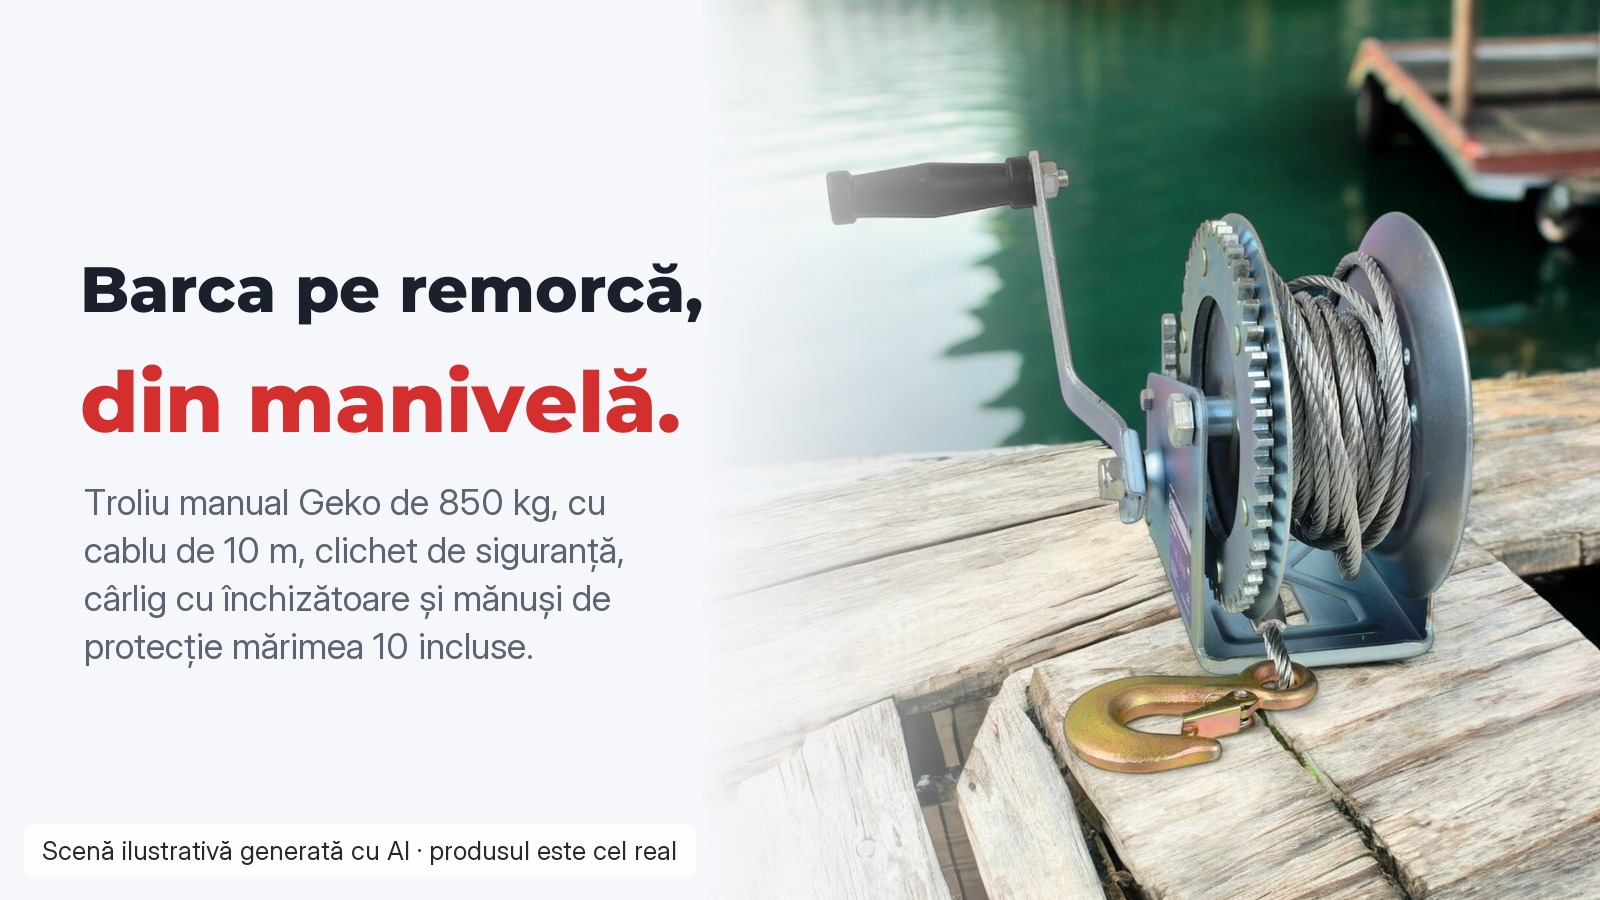 Barca pe remorcă,
din manivelă.
Troliu manual Geko de 850 kg, cu
cablu de 10 m, clichet de siguranță,
cârlig cu închizătoare și mănuși de
protecție mărimea 10 incluse.
Scenă ilustrativă generată cu AI · produsul este cel real